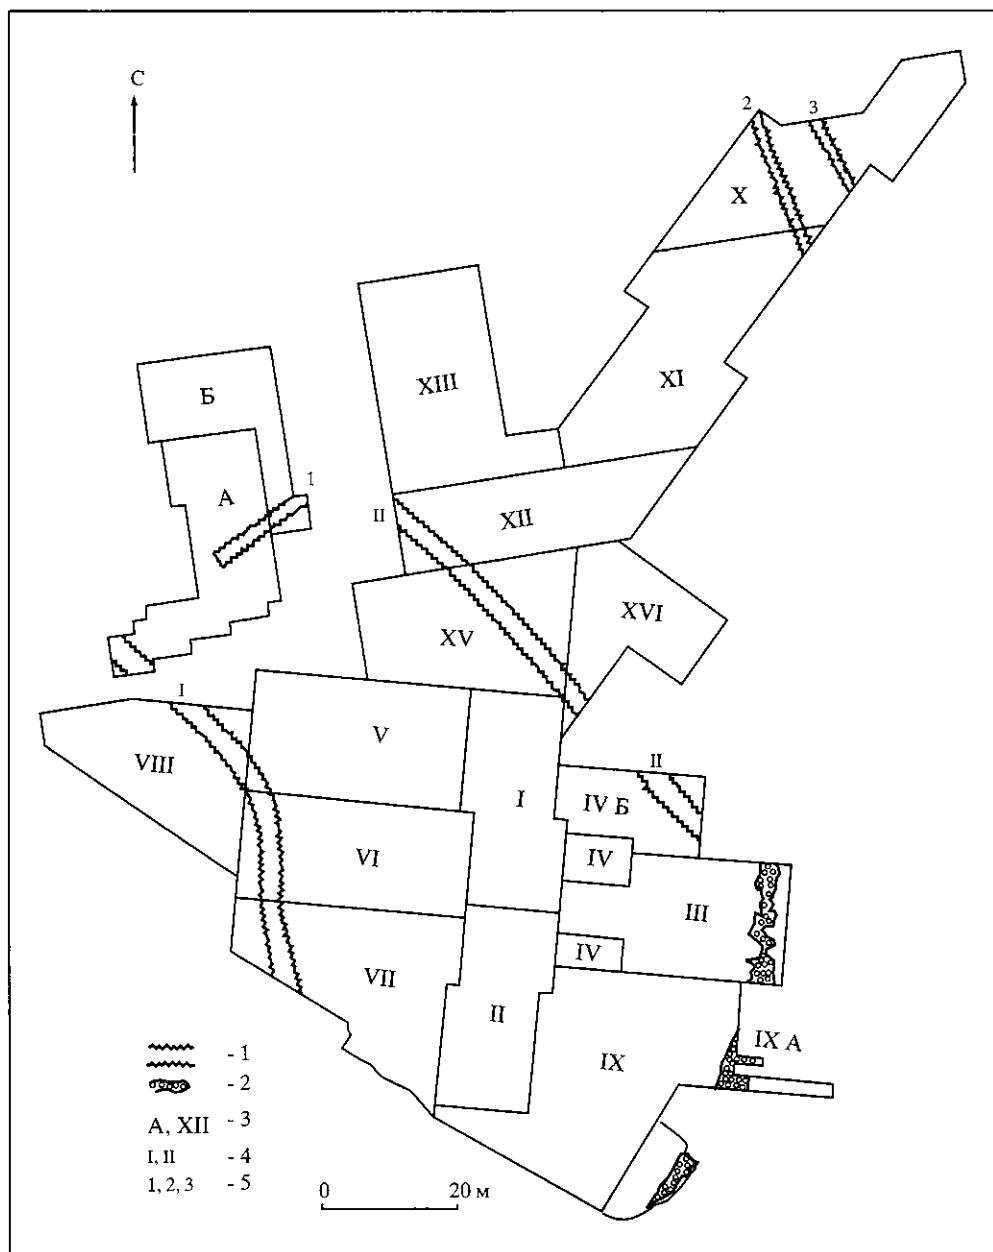 С
2 3
X
Б
XIII
XI
1
А
II
XII
XV
XVI
I
V
VIII
II
I
IV Б
VI
IV
III
IV
VII
II
IX
IX А
- 1
- 2
А, XII - 3
I, II - 4
1, 2, 3 - 5
0 20 м